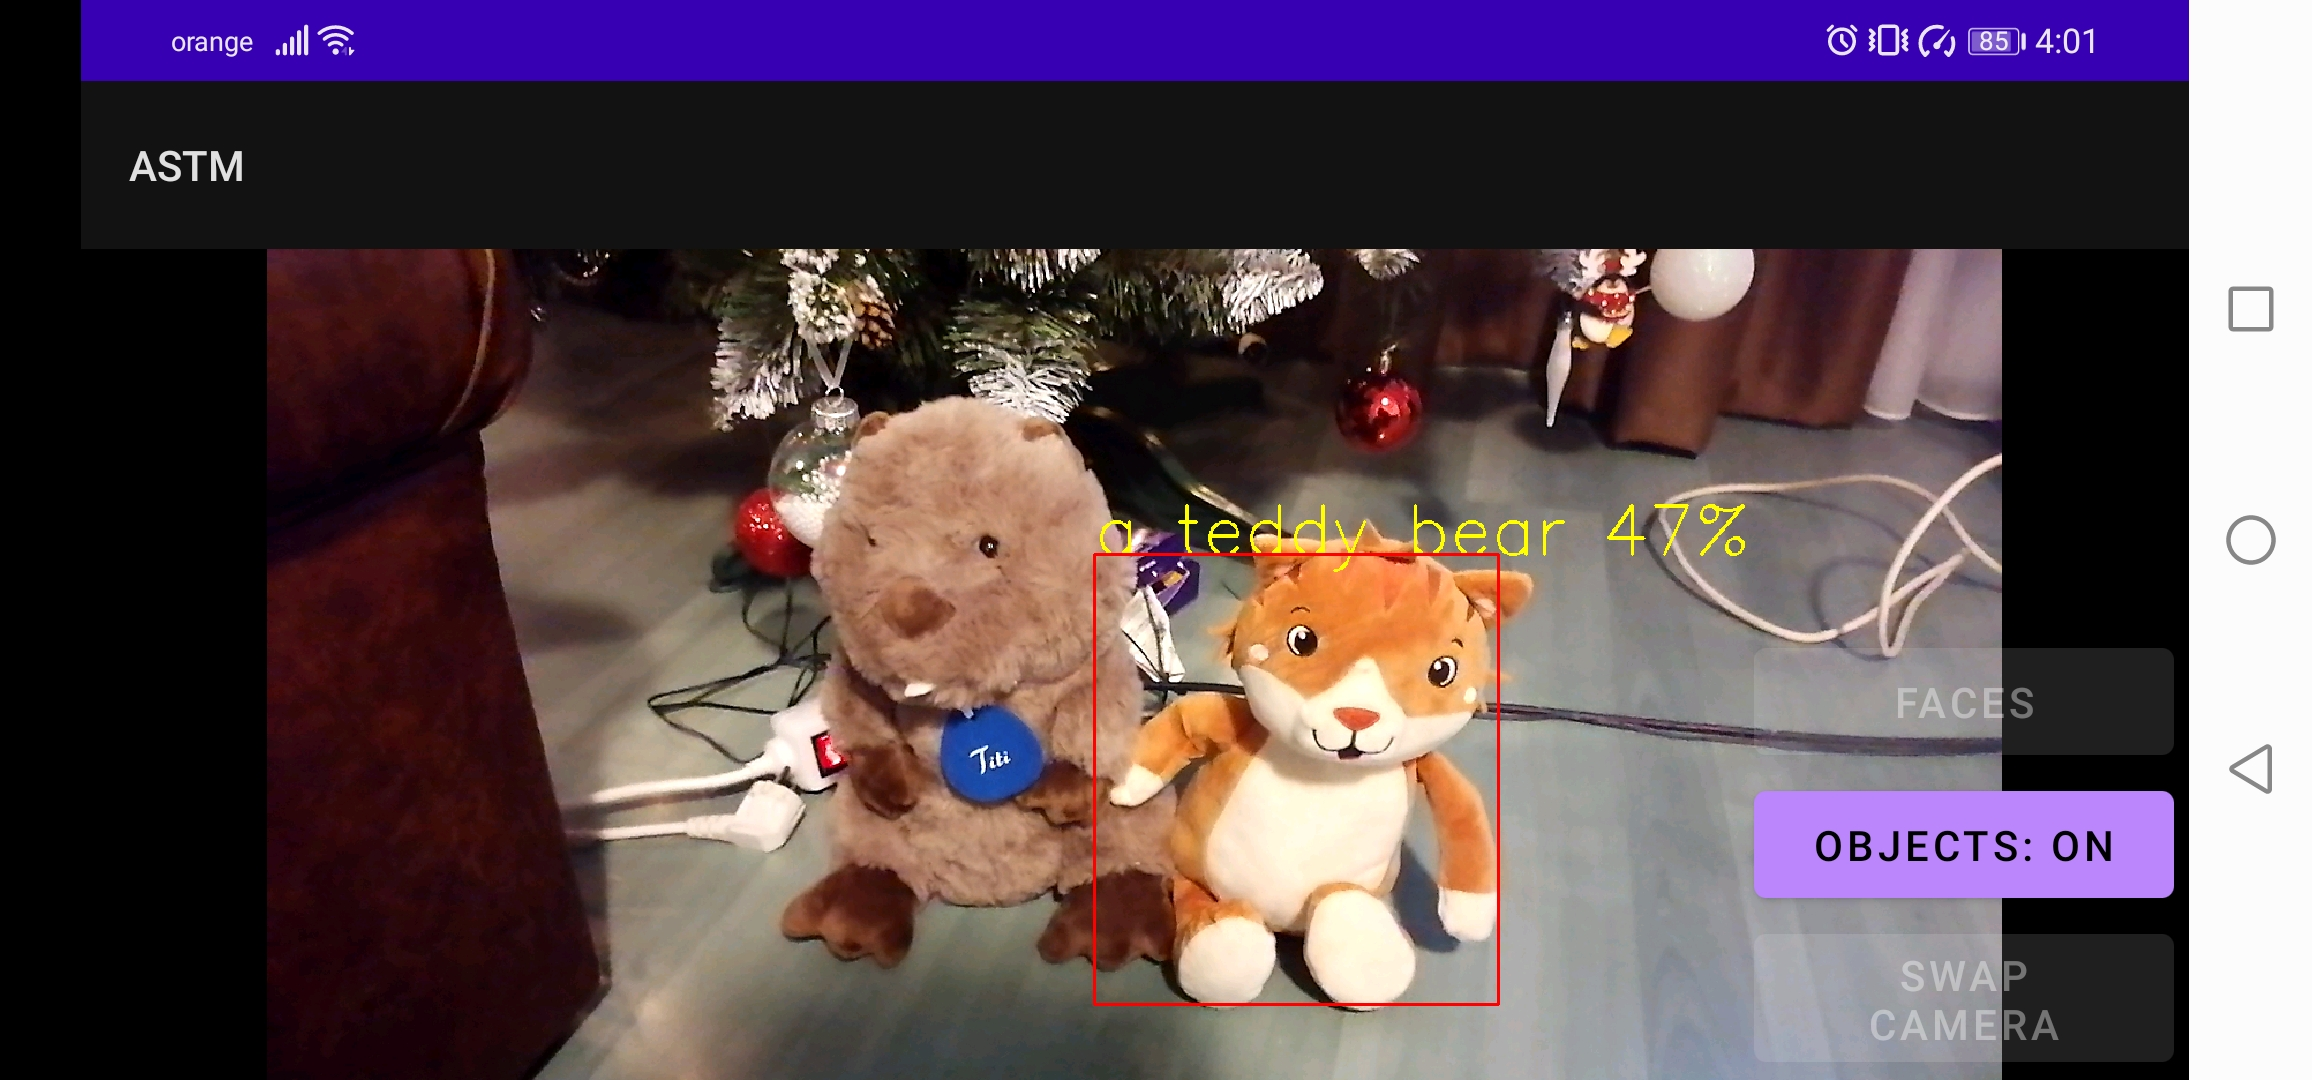 orange
85 4:01
ASTM
a teddy bear 47%
Titi
FACES
OBJECTS: ON
SWAP
CAMERA